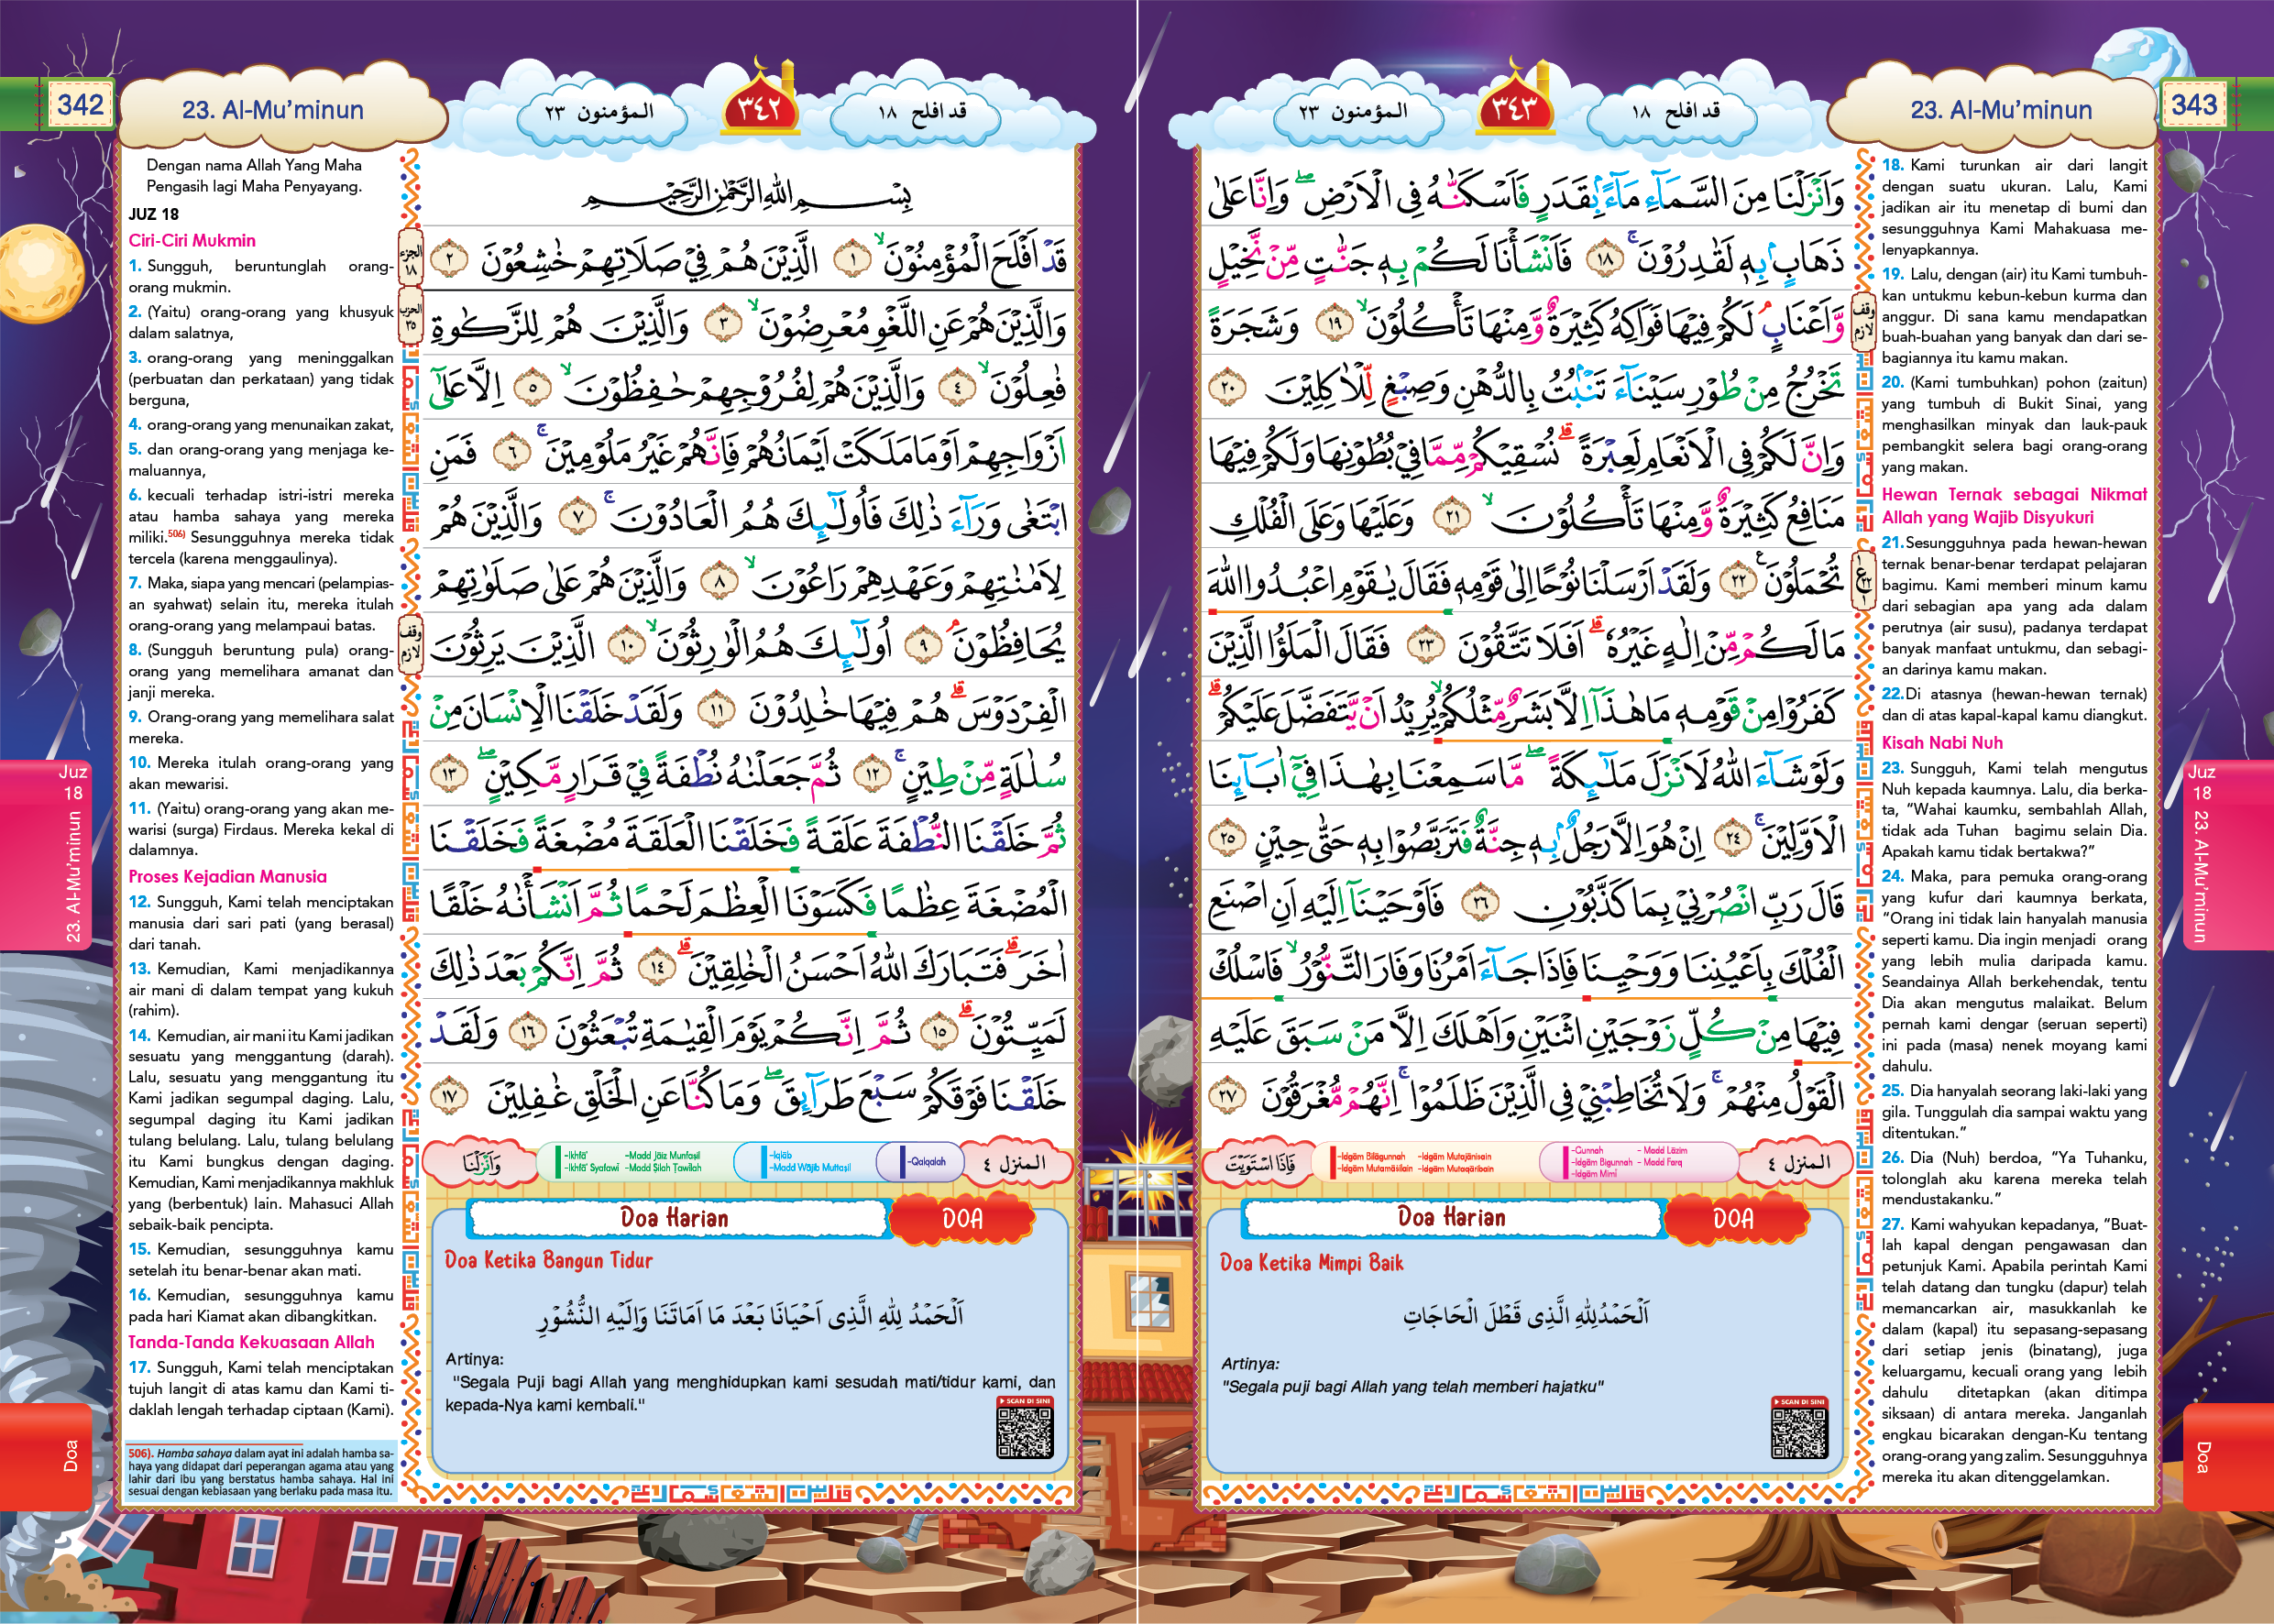 342
23. Al-Mu'minun
المؤمنون ٢٣
٣٤٢
قد افلح ١٨
Dengan nama Allah Yang Maha
Pengasih lagi Maha Penyayang.
JUZ 18
Ciri-Ciri Mukmin
1. Sungguh, beruntunglah orang-
orang mukmin.
2. (Yaitu) orang-orang yang khusyuk
dalam salatnya,
3. orang-orang yang meninggalkan
(perbuatan dan perkataan) yang tidak
berguna,
4. orang-orang yang menunaikan zakat,
5. dan orang-orang yang menjaga ke-
maluannya,
6. kecuali terhadap istri-istri mereka
atau hamba sahaya yang mereka
miliki.506) Sesungguhnya mereka tidak
tercela (karena menggaulinya).
7. Maka, siapa yang mencari (pelampias-
an syahwat) selain itu, mereka itulah
orang-orang yang melampaui batas.
8. (Sungguh beruntung pula) orang-
orang yang memelihara amanat dan
janji mereka.
9. Orang-orang yang memelihara salat
mereka.
10. Mereka itulah orang-orang yang
akan mewarisi.
11. (Yaitu) orang-orang yang akan me-
warisi (surga) Firdaus. Mereka kekal di
dalamnya.
Proses Kejadian Manusia
12. Sungguh, Kami telah menciptakan
manusia dari sari pati (yang berasal)
dari tanah.
13. Kemudian, Kami menjadikannya
air mani di dalam tempat yang kukuh
(rahim).
14. Kemudian, air mani itu Kami jadikan
sesuatu yang menggantung (darah).
Lalu, sesuatu yang menggantung itu
Kami jadikan segumpal daging. Lalu,
segumpal daging itu Kami jadikan
tulang belulang. Lalu, tulang belulang
itu Kami bungkus dengan daging.
Kemudian, Kami menjadikannya makhluk
yang (berbentuk) lain. Mahasuci Allah
sebaik-baik pencipta.
15. Kemudian, sesungguhnya kamu
setelah itu benar-benar akan mati.
16. Kemudian, sesungguhnya kamu
pada hari Kiamat akan dibangkitkan.
Tanda-Tanda Kekuasaan Allah
17. Sungguh, Kami telah menciptakan
tujuh langit di atas kamu dan Kami ti-
daklah lengah terhadap ciptaan (Kami).
506). Hamba sahaya dalam ayat ini adalah hamba sa-
haya yang didapat dari peperangan agama atau yang
lahir dari ibu yang berstatus hamba sahaya. Hal ini
sesuai dengan kebiasaan yang berlaku pada masa itu.
Juz
18
23. Al-Mu'minun
Doa
الجزء ١٨
الحزب ٣٥
وقف لازم
بِسْمِ اللّٰهِ الرَّحْمٰنِ الرَّحِيْمِ
قَدْ اَفْلَحَ الْمُؤْمِنُوْنَۙ ١ الَّذِيْنَ هُمْ فِيْ صَلَاتِهِمْ خٰشِعُوْنَ ٢
وَالَّذِيْنَ هُمْ عَنِ اللَّغْوِ مُعْرِضُوْنَۙ ٣ وَالَّذِيْنَ هُمْ لِلزَّكٰوةِ
فٰعِلُوْنَۙ ٤ وَالَّذِيْنَ هُمْ لِفُرُوْجِهِمْ حٰفِظُوْنَۙ ٥ اِلَّا عَلٰٓى
اَزْوَاجِهِمْ اَوْ مَا مَلَكَتْ اَيْمَانُهُمْ فَاِنَّهُمْ غَيْرُ مَلُوْمِيْنَۚ ٦ فَمَنِ
ابْتَغٰى وَرَاۤءَ ذٰلِكَ فَاُولٰۤىِٕكَ هُمُ الْعَادُوْنَۚ ٧ وَالَّذِيْنَ هُمْ
لِاَمٰنٰتِهِمْ وَعَهْدِهِمْ رَاعُوْنَۙ ٨ وَالَّذِيْنَ هُمْ عَلٰى صَلَوٰتِهِمْ
يُحَافِظُوْنَۘ ٩ اُولٰۤىِٕكَ هُمُ الْوٰرِثُوْنَۙ ١٠ الَّذِيْنَ يَرِثُوْنَ
الْفِرْدَوْسَۗ هُمْ فِيْهَا خٰلِدُوْنَ ١١ وَلَقَدْ خَلَقْنَا الْاِنْسَانَ مِنْ
سُلٰلَةٍ مِّنْ طِيْنٍۚ ١٢ ثُمَّ جَعَلْنٰهُ نُطْفَةً فِيْ قَرَارٍ مَّكِيْنٍۖ ١٣
ثُمَّ خَلَقْنَا النُّطْفَةَ عَلَقَةً فَخَلَقْنَا الْعَلَقَةَ مُضْغَةً فَخَلَقْنَا
الْمُضْغَةَ عِظٰمًا فَكَسَوْنَا الْعِظٰمَ لَحْمًا ثُمَّ اَنْشَأْنٰهُ خَلْقًا
اٰخَرَۗ فَتَبَارَكَ اللّٰهُ اَحْسَنُ الْخٰلِقِيْنَۗ ١٤ ثُمَّ اِنَّكُمْ بَعْدَ ذٰلِكَ
لَمَيِّتُوْنَۗ ١٥ ثُمَّ اِنَّكُمْ يَوْمَ الْقِيٰمَةِ تُبْعَثُوْنَ ١٦ وَلَقَدْ
خَلَقْنَا فَوْقَكُمْ سَبْعَ طَرَاۤىِٕقَۖ وَمَا كُنَّا عَنِ الْخَلْقِ غٰفِلِيْنَ ١٧
وَاَنْزَلْنَا
-Ikhfā' -Madd Jāiz Munfaṣil
-Ikhfā' Syafawī -Madd Ṣilah Ṭawīlah
-Iqlāb
-Madd Wājib Muttaṣil
-Qalqalah
المنزل ٤
Doa Harian
DOA
Doa Ketika Bangun Tidur
اَلْحَمْدُ لِلّٰهِ الَّذِى اَحْيَانَا بَعْدَ مَا اَمَاتَنَا وَاِلَيْهِ النُّشُوْرِ
Artinya:
"Segala Puji bagi Allah yang menghidupkan kami sesudah mati/tidur kami, dan
kepada-Nya kami kembali."
SCAN DI SINI
المؤمنون ٢٣
٣٤٣
قد افلح ١٨
23. Al-Mu'minun
343
وَاَنْزَلْنَا مِنَ السَّمَاۤءِ مَاۤءًۢ بِقَدَرٍ فَاَسْكَنّٰهُ فِى الْاَرْضِۖ وَاِنَّا عَلٰى
ذَهَابٍۢ بِهٖ لَقٰدِرُوْنَۚ ١٨ فَاَنْشَأْنَا لَكُمْ بِهٖ جَنّٰتٍ مِّنْ نَّخِيْلٍ
وَّاَعْنَابٍۘ لَكُمْ فِيْهَا فَوَاكِهُ كَثِيْرَةٌ وَّمِنْهَا تَأْكُلُوْنَۙ ١٩ وَشَجَرَةً
تَخْرُجُ مِنْ طُوْرِ سَيْنَاۤءَ تَنْۢبُتُ بِالدُّهْنِ وَصِبْغٍ لِّلْاٰكِلِيْنَ ٢٠
وَاِنَّ لَكُمْ فِى الْاَنْعَامِ لَعِبْرَةًۗ نُسْقِيْكُمْ مِّمَّا فِيْ بُطُوْنِهَا وَلَكُمْ فِيْهَا
مَنَافِعُ كَثِيْرَةٌ وَّمِنْهَا تَأْكُلُوْنَۙ ٢١ وَعَلَيْهَا وَعَلَى الْفُلْكِ
تُحْمَلُوْنَࣖ ٢٢ وَلَقَدْ اَرْسَلْنَا نُوْحًا اِلٰى قَوْمِهٖ فَقَالَ يٰقَوْمِ اعْبُدُوا اللّٰهَ
مَا لَكُمْ مِّنْ اِلٰهٍ غَيْرُهٗۗ اَفَلَا تَتَّقُوْنَ ٢٣ فَقَالَ الْمَلَؤُا الَّذِيْنَ
كَفَرُوْا مِنْ قَوْمِهٖ مَا هٰذَآ اِلَّا بَشَرٌ مِّثْلُكُمْۙ يُرِيْدُ اَنْ يَّتَفَضَّلَ عَلَيْكُمْۗ
وَلَوْ شَاۤءَ اللّٰهُ لَاَنْزَلَ مَلٰۤىِٕكَةًۖ مَّا سَمِعْنَا بِهٰذَا فِيْٓ اٰبَاۤىِٕنَا
الْاَوَّلِيْنَۚ ٢٤ اِنْ هُوَ اِلَّا رَجُلٌۢ بِهٖ جِنَّةٌ فَتَرَبَّصُوْا بِهٖ حَتّٰى حِيْنٍ ٢٥
قَالَ رَبِّ انْصُرْنِيْ بِمَا كَذَّبُوْنِ ٢٦ فَاَوْحَيْنَآ اِلَيْهِ اَنِ اصْنَعِ
الْفُلْكَ بِاَعْيُنِنَا وَوَحْيِنَا فَاِذَا جَاۤءَ اَمْرُنَا وَفَارَ التَّنُّوْرُۙ فَاسْلُكْ
فِيْهَا مِنْ كُلٍّ زَوْجَيْنِ اثْنَيْنِ وَاَهْلَكَ اِلَّا مَنْ سَبَقَ عَلَيْهِ
الْقَوْلُ مِنْهُمْۚ وَلَا تُخَاطِبْنِيْ فِى الَّذِيْنَ ظَلَمُوْاۚ اِنَّهُمْ مُّغْرَقُوْنَ ٢٧
فَاِذَا اسْتَوَيْتَ
-Idgām Bilāgunnah -Idgām Mutajānisain
-Idgām Mutamāṡilain -Idgām Mutaqāribain
-Gunnah - Madd Lāzim
-Idgām Bigunnah - Madd Farq
-Idgām Mimī
المنزل ٤
Doa Harian
DOA
Doa Ketika Mimpi Baik
اَلْحَمْدُلِلّٰهِ الَّذِى قَطَلَ الْحَاجَاتِ
Artinya:
"Segala puji bagi Allah yang telah memberi hajatku"
SCAN DI SINI
وقف لازم
ع ٢٢ ١
18. Kami turunkan air dari langit
dengan suatu ukuran. Lalu, Kami
jadikan air itu menetap di bumi dan
sesungguhnya Kami Mahakuasa me-
lenyapkannya.
19. Lalu, dengan (air) itu Kami tumbuh-
kan untukmu kebun-kebun kurma dan
anggur. Di sana kamu mendapatkan
buah-buahan yang banyak dan dari se-
bagiannya itu kamu makan.
20. (Kami tumbuhkan) pohon (zaitun)
yang tumbuh di Bukit Sinai, yang
menghasilkan minyak dan lauk-pauk
pembangkit selera bagi orang-orang
yang makan.
Hewan Ternak sebagai Nikmat
Allah yang Wajib Disyukuri
21.Sesungguhnya pada hewan-hewan
ternak benar-benar terdapat pelajaran
bagimu. Kami memberi minum kamu
dari sebagian apa yang ada dalam
perutnya (air susu), padanya terdapat
banyak manfaat untukmu, dan sebagi-
an darinya kamu makan.
22.Di atasnya (hewan-hewan ternak)
dan di atas kapal-kapal kamu diangkut.
Kisah Nabi Nuh
23. Sungguh, Kami telah mengutus
Nuh kepada kaumnya. Lalu, dia berka-
ta, "Wahai kaumku, sembahlah Allah,
tidak ada Tuhan bagimu selain Dia.
Apakah kamu tidak bertakwa?"
24. Maka, para pemuka orang-orang
yang kufur dari kaumnya berkata,
"Orang ini tidak lain hanyalah manusia
seperti kamu. Dia ingin menjadi orang
yang lebih mulia daripada kamu.
Seandainya Allah berkehendak, tentu
Dia akan mengutus malaikat. Belum
pernah kami dengar (seruan seperti)
ini pada (masa) nenek moyang kami
dahulu.
25. Dia hanyalah seorang laki-laki yang
gila. Tunggulah dia sampai waktu yang
ditentukan."
26. Dia (Nuh) berdoa, "Ya Tuhanku,
tolonglah aku karena mereka telah
mendustakanku."
27. Kami wahyukan kepadanya, "Buat-
lah kapal dengan pengawasan dan
petunjuk Kami. Apabila perintah Kami
telah datang dan tungku (dapur) telah
memancarkan air, masukkanlah ke
dalam (kapal) itu sepasang-sepasang
dari setiap jenis (binatang), juga
keluargamu, kecuali orang yang lebih
dahulu ditetapkan (akan ditimpa
siksaan) di antara mereka. Janganlah
engkau bicarakan dengan-Ku tentang
orang-orang yang zalim. Sesungguhnya
mereka itu akan ditenggelamkan.
Juz
18
23. Al-Mu'minun
Doa